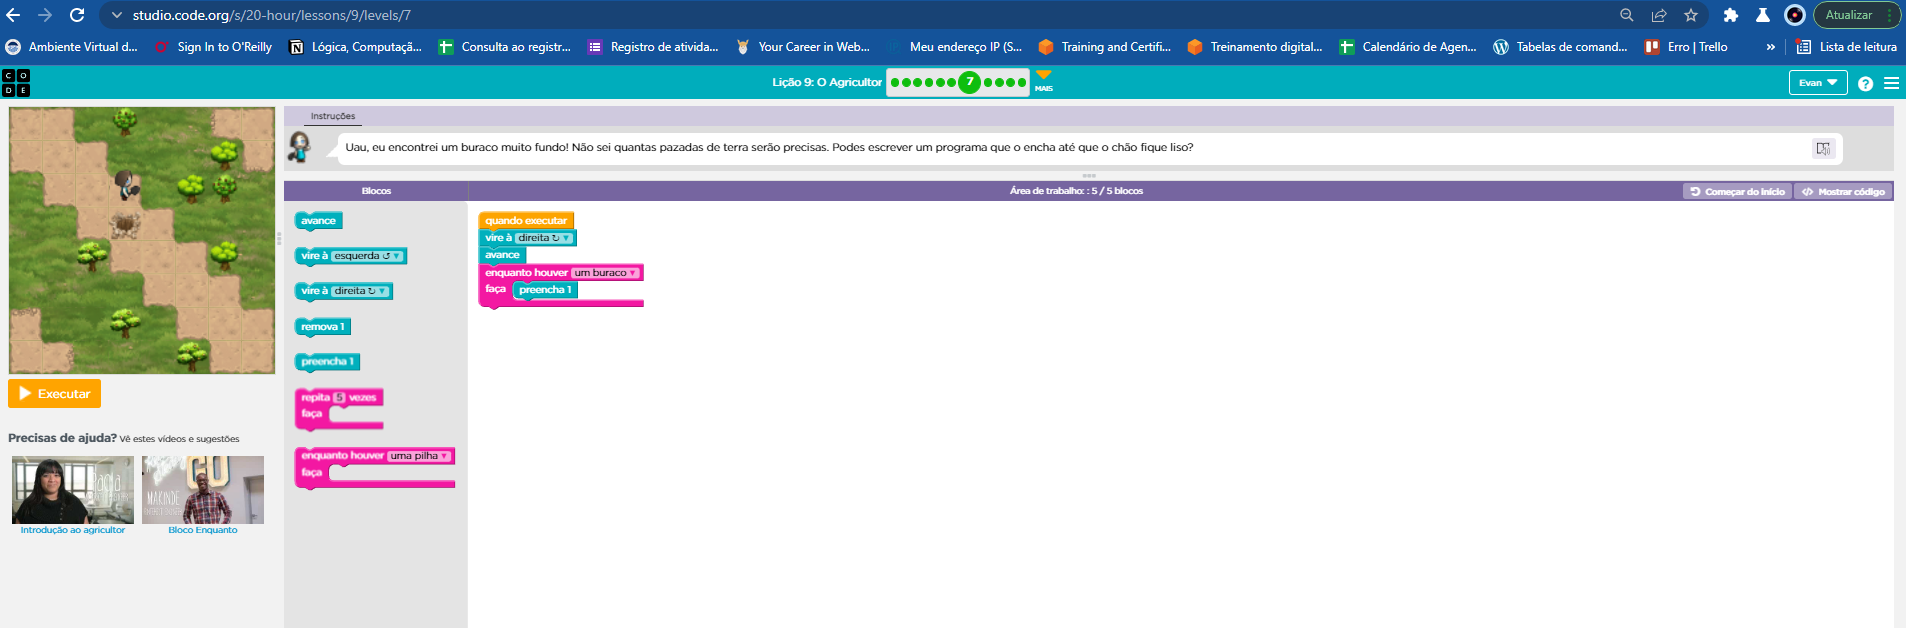 studio.code.org/s/20-hour/lessons/9/levels/7
Atualizar
Ambiente Virtual d...
Sign In to O'Reilly
Lógica, Computaçã...
Consulta ao registr...
Registro de ativida...
Your Career in Web...
Meu endereço IP (S...
Training and Certifi...
Treinamento digital...
Calendário de Agen...
Tabelas de comand...
Erro | Trello
»
Lista de leitura
C O
D E
Lição 9: O Agricultor
7
MAIS
Evan
?
Instruções
Uau, eu encontrei um buraco muito fundo! Não sei quantas pazadas de terra serão precisas. Podes escrever um programa que o encha até que o chão fique liso?
Blocos
Área de trabalho: : 5 / 5 blocos
Começar do início
</> Mostrar código
avance
vire à esquerda ↺
vire à direita ↻
remova 1
preencha 1
repita 5 vezes
faça
enquanto houver uma pilha
faça
quando executar
vire à direita ↻
avance
enquanto houver um buraco
faça preencha 1
Executar
Precisas de ajuda? Vê estes vídeos e sugestões
MAKINDE
Introdução ao agricultor
Bloco Enquanto